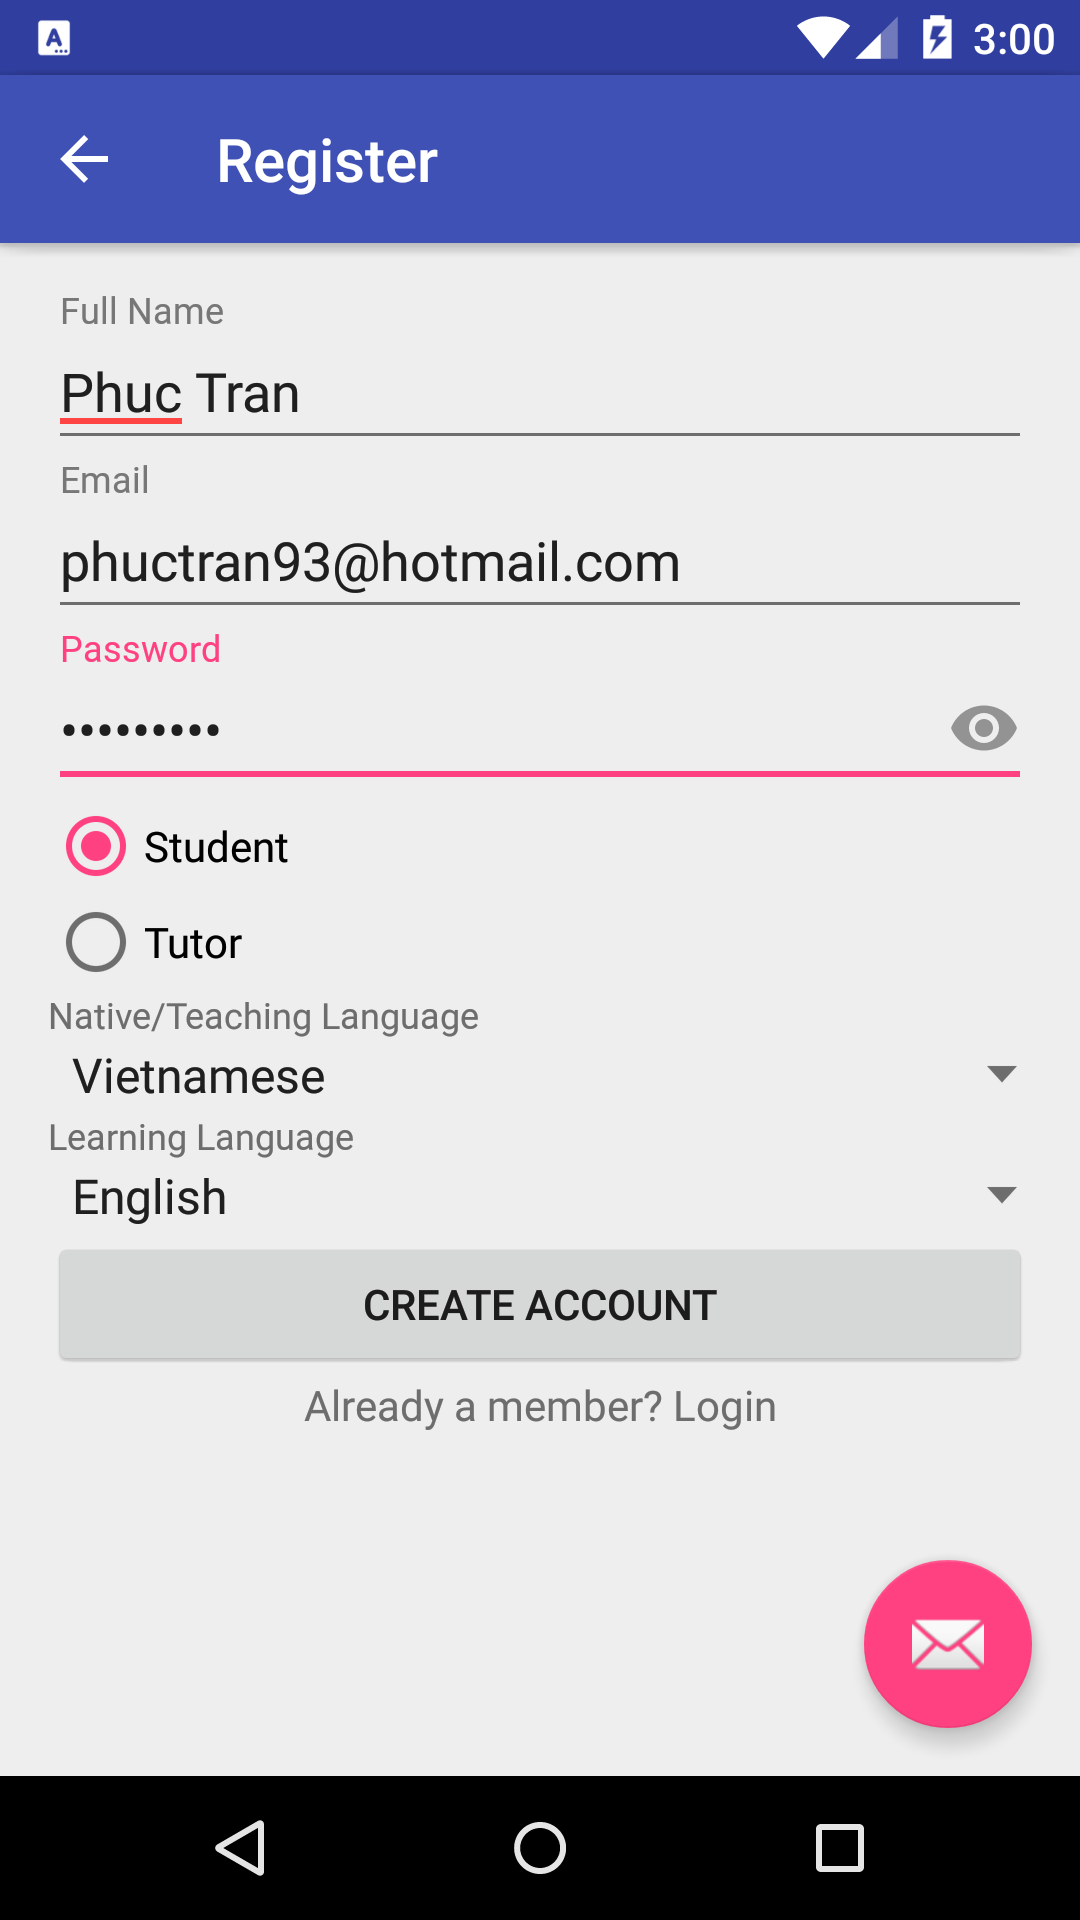 3:00
Register
Full Name
Phuc Tran
Email
phuctran93@hotmail.com
Password
•••••••••
Student
Tutor
Native/Teaching Language
Vietnamese
Learning Language
English
CREATE ACCOUNT
Already a member? Login